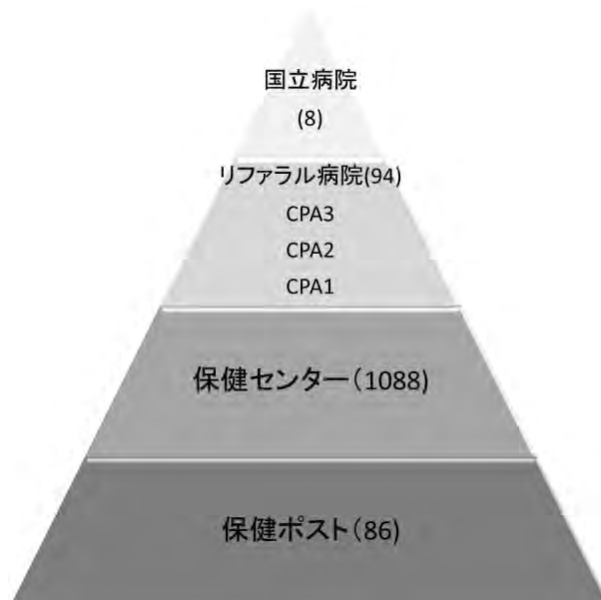 国立病院
(8)
リファラル病院(94)
CPA3
CPA2
CPA1
保健センター（1088)
保健ポスト（86)